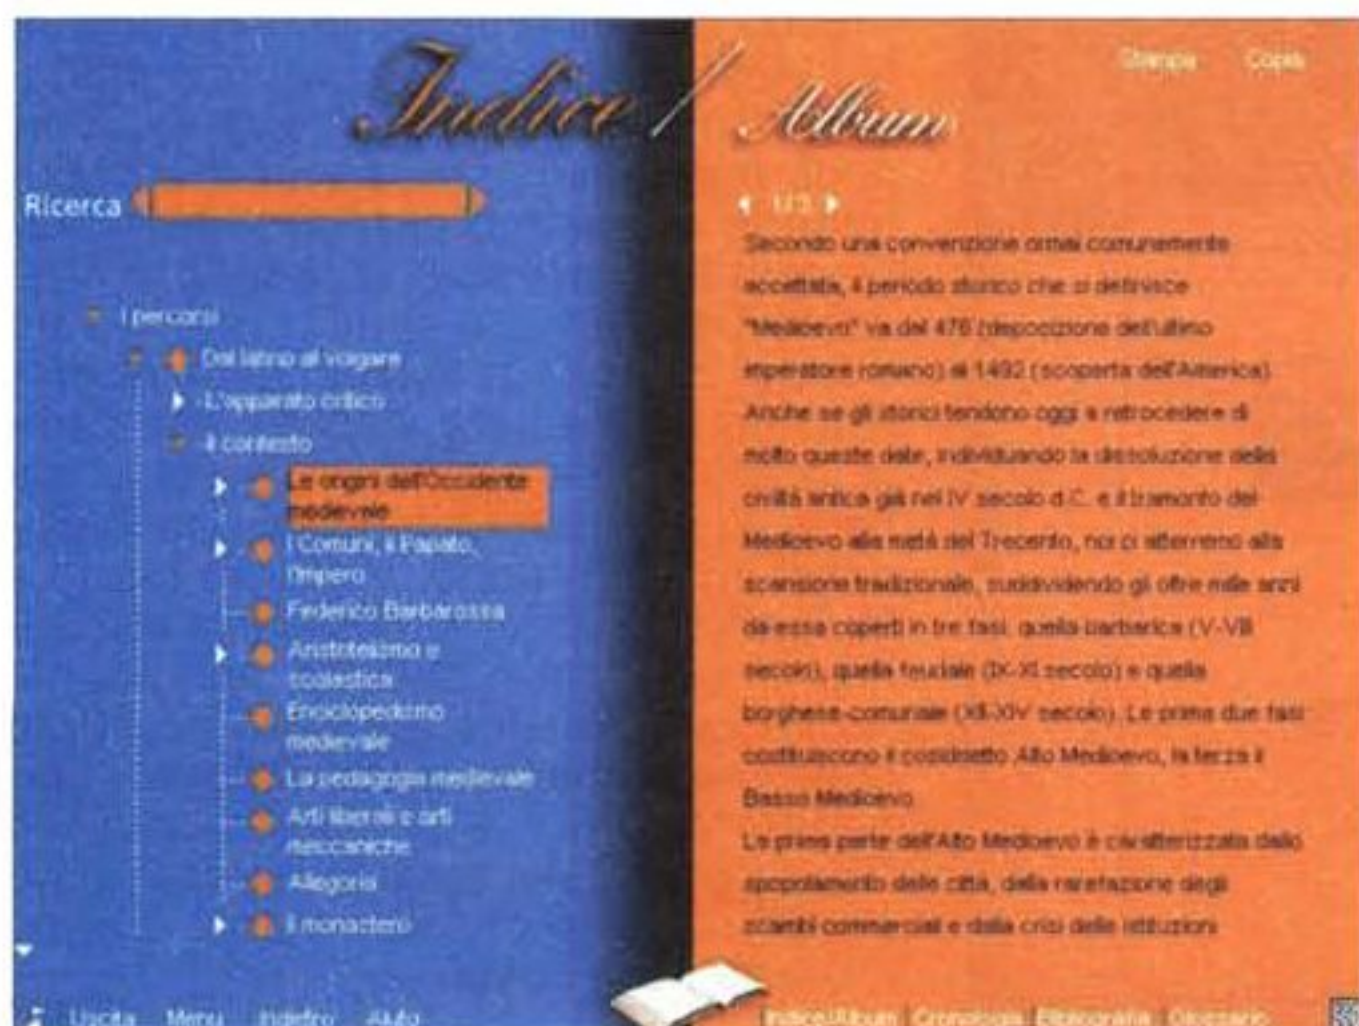 Indice / Album
Stampa Copia
Ricerca
I percorsi
Dal latino al volgare
L'apparato critico
Il contesto
Le origini dell'Occidente
medievale
I Comuni, il Papato,
l'Impero
Federico Barbarossa
Aristotelismo e
scolastica
Enciclopedismo
medievale
La pedagogia medievale
Arti liberali e arti
meccaniche
Allegoria
Il monastero
Uscita Menu Indietro Aiuto
Secondo una convenzione ormai comunemente
accettata, il periodo storico che si definisce
"Medioevo" va dal 476 (deposizione dell'ultimo
imperatore romano) al 1492 (scoperta dell'America).
Anche se gli storici tendono oggi a retrocedere di
molto queste date, individuando la dissoluzione della
civiltà antica già nel IV secolo d.C. e il tramonto del
Medioevo alla metà del Trecento, noi ci atterremo alla
scansione tradizionale, suddividendo gli oltre mille anni
da essa coperti in tre fasi: quella barbarica (V-VIII
secolo), quella feudale (IX-XI secolo) e quella
borghese-comunale (XII-XIV secolo). Le prime due fasi
costituiscono il cosiddetto Alto Medioevo, la terza il
Basso Medioevo.
La prima parte dell'Alto Medioevo è caratterizzata dallo
spopolamento delle città, dalla rarefazione degli
scambi commerciali e dalla crisi delle istituzioni
Indice/Album Cronologia Bibliografia Glossario